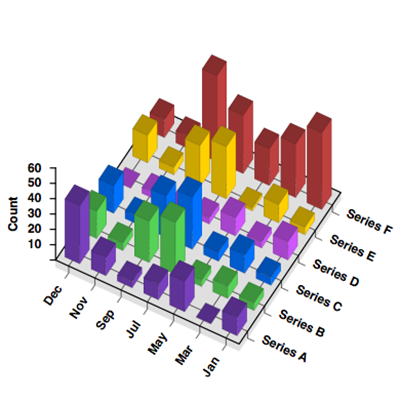 60
50
40
30
20
10
Count
Dec
Nov
Sep
Jul
May
Mar
Jan
Series A
Series B
Series C
Series D
Series E
Series F